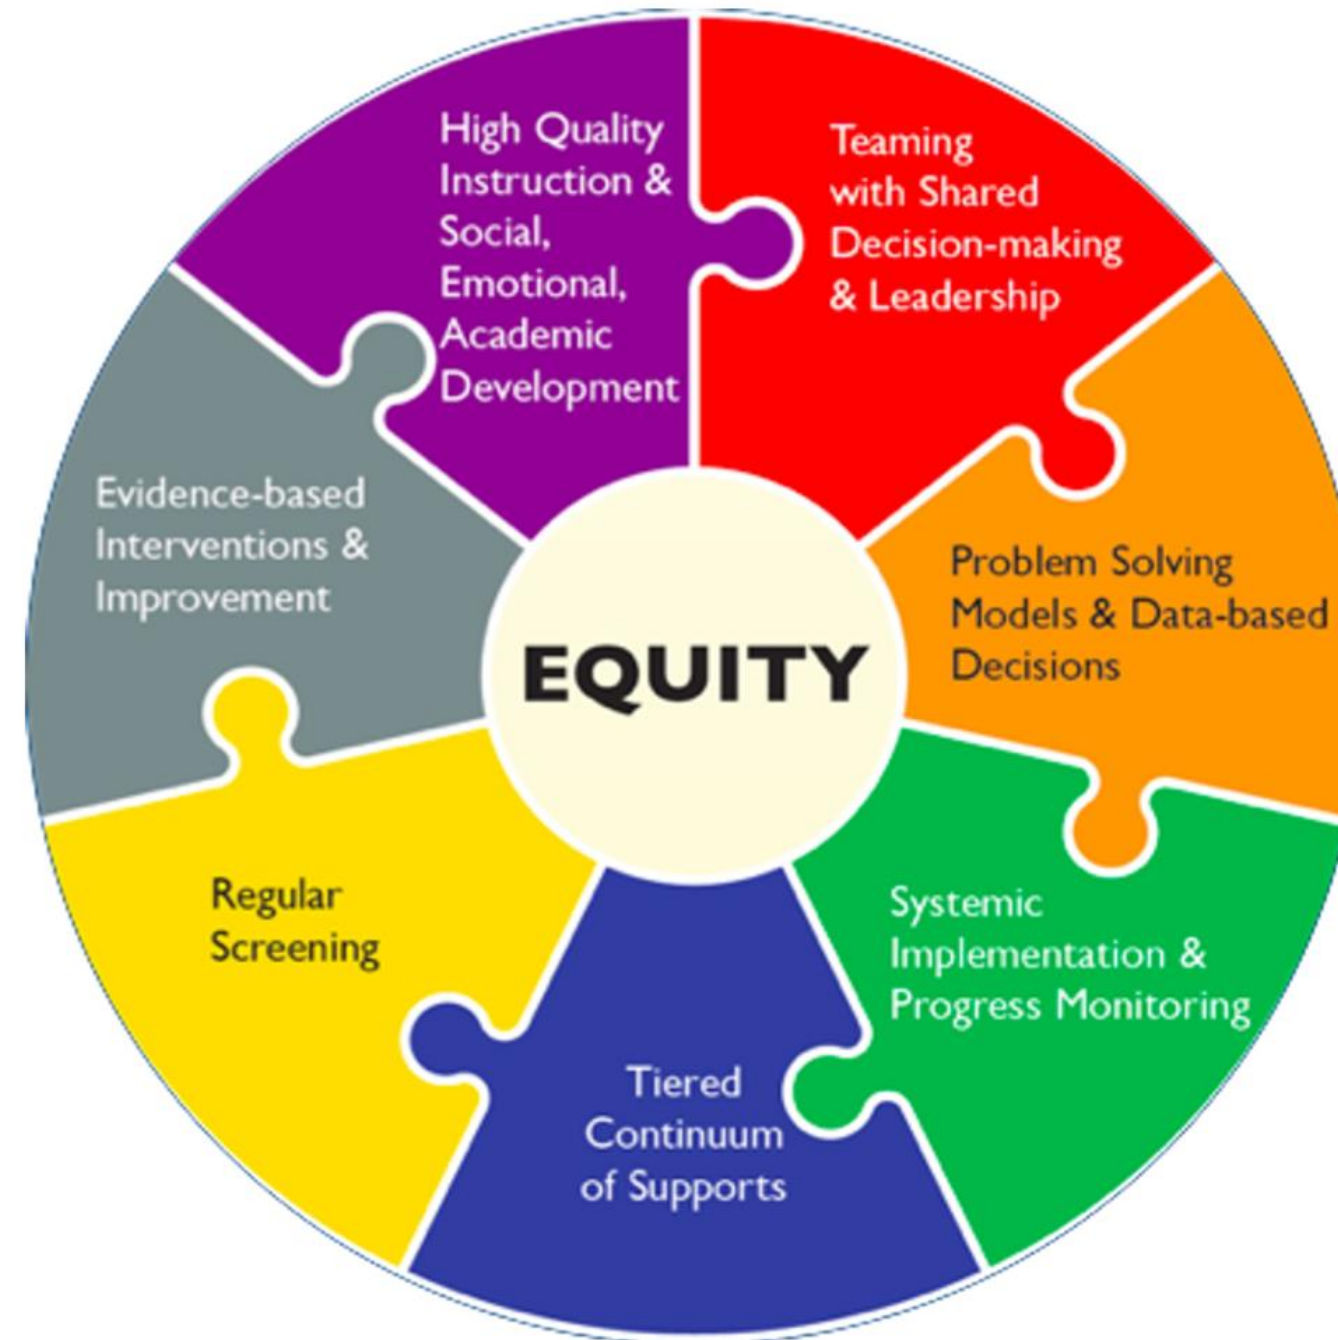 High Quality
Instruction &
Social,
Emotional,
Academic
Development
Teaming
with Shared
Decision-making
& Leadership
Problem Solving
Models & Data-based
Decisions
Systemic
Implementation &
Progress Monitoring
Tiered
Continuum
of Supports
Regular
Screening
Evidence-based
Interventions &
Improvement
EQUITY